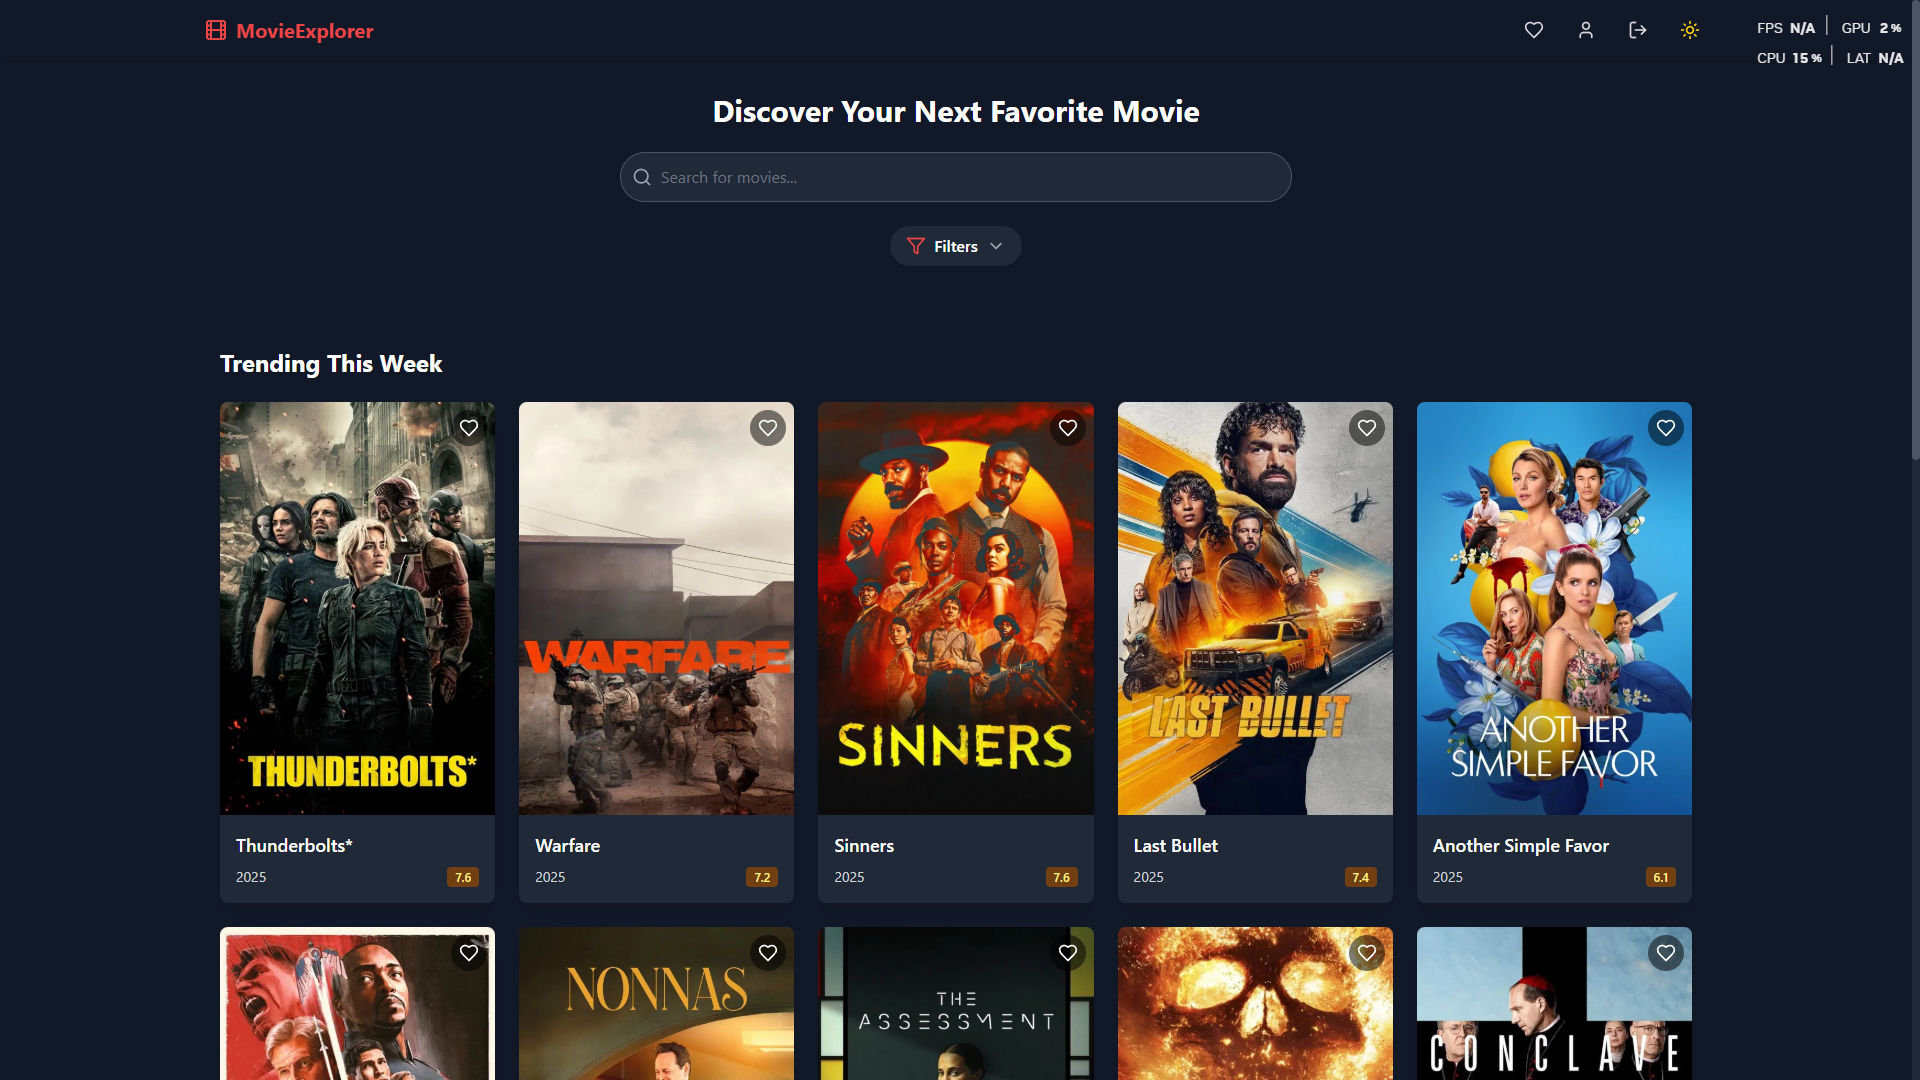 MovieExplorer
FPS N/A | GPU 2%
CPU 15% | LAT N/A
Discover Your Next Favorite Movie
Search for movies...
Filters
Trending This Week
THUNDERBOLTS*
WARFARE
SINNERS
LAST BULLET
ANOTHER
SIMPLE FAVOR
Thunderbolts*
2025 7.6
Warfare
2025 7.2
Sinners
2025 7.6
Last Bullet
2025 7.4
Another Simple Favor
2025 6.1
NONNAS
THE
ASSESSMENT
CONCLAVE